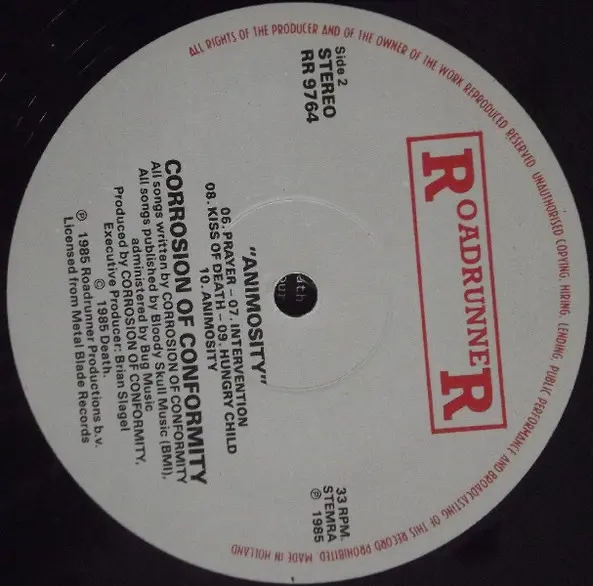 ALL RIGHTS OF THE PRODUCER AND OF THE OWNER OF THE WORK REPRODUCED RESERVED. UNAUTHORISED COPYING, HIRING, LENDING, PUBLIC PERFORMANCE AND BROADCASTING OF THIS RECORD PROHIBITED. MADE IN HOLLAND
ROADRUNNER
Side 2
STEREO
RR 9764
33 RPM.
STEMRA
℗ 1985
"ANIMOSITY"
06. PRAYER – 07. INTERVENTION
08. KISS OF DEATH – 09. HUNGRY CHILD
10. ANIMOSITY
CORROSION OF CONFORMITY
All songs written by CORROSION OF CONFORMITY
All songs published by Bloody Skull Music (BMI),
administered by Bug Music
Produced by CORROSION OF CONFORMITY.
Executive Producer: Brian Slagel
© 1985 Death.
℗ 1985 Roadrunner Productions b.v.
Licensed from Metal Blade Records